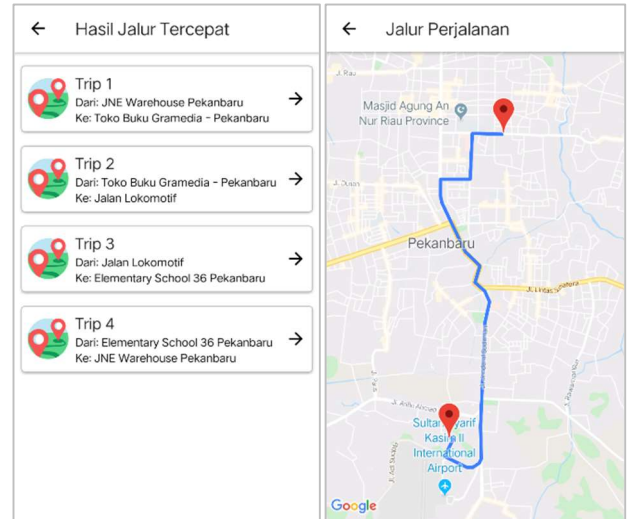 Hasil Jalur Tercepat
Trip 1
Dari: JNE Warehouse Pekanbaru
Ke: Toko Buku Gramedia - Pekanbaru
Trip 2
Dari: Toko Buku Gramedia - Pekanbaru
Ke: Jalan Lokomotif
Trip 3
Dari: Jalan Lokomotif
Ke: Elementary School 36 Pekanbaru
Trip 4
Dari: Elementary School 36 Pekanbaru
Ke: JNE Warehouse Pekanbaru
Jalur Perjalanan
J. Riau
Masjid Agung An
Nur Riau Province
Pekanbaru
Sultan
Kasim II
International
Airport
Google